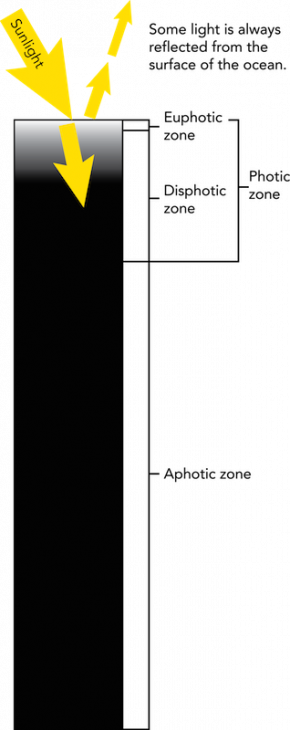 Sunlight
Some light is always
reflected from the
surface of the ocean.
Euphotic
zone
Disphotic
zone
Photic
zone
Aphotic zone